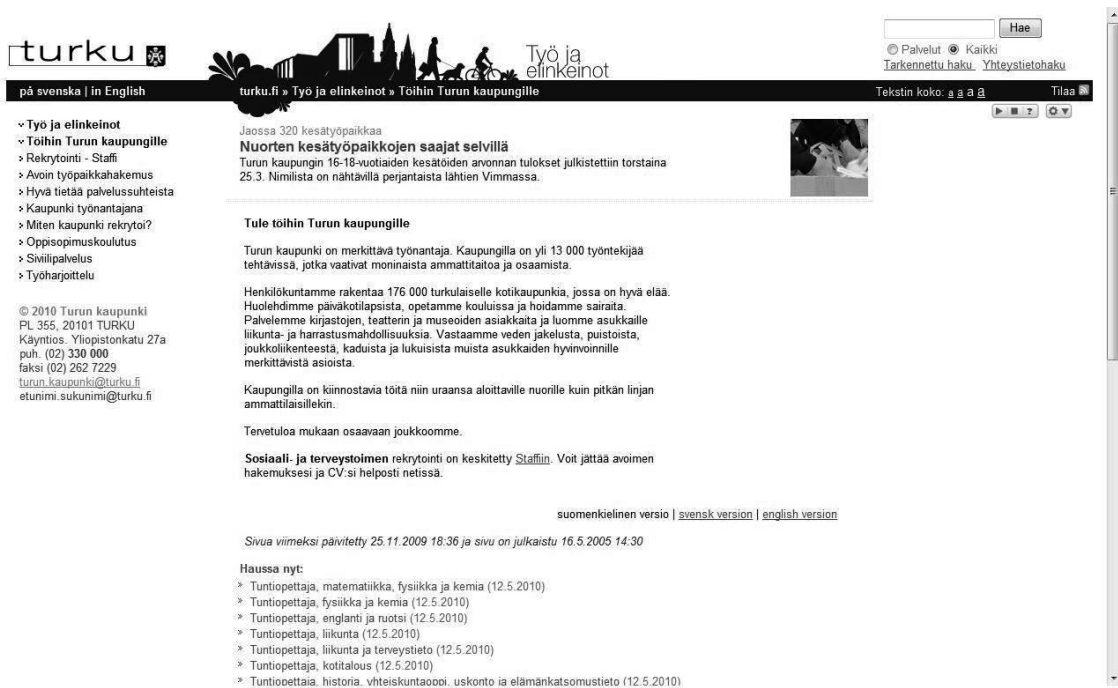 turku
Työ ja
elinkeinot
Hae
Palvelut Kaikki
Tarkennettu haku Yhteystietohaku
på svenska | in English
turku.fi » Työ ja elinkeinot » Töihin Turun kaupungille
Tekstin koko: a a a a
Tilaa
Työ ja elinkeinot
Töihin Turun kaupungille
Rekrytointi - Staffi
Avoin työpaikkahakemus
Hyvä tietää palvelussuhteista
Kaupunki työnantajana
Miten kaupunki rekrytoi?
Oppisopimuskoulutus
Siviilipalvelus
Työharjoittelu
© 2010 Turun kaupunki
PL 355, 20101 TURKU
Käyntios. Yliopistonkatu 27a
puh. (02) 330 000
faksi (02) 262 7229
turun.kaupunki@turku.fi
etunimi.sukunimi@turku.fi
Jaossa 320 kesätyöpaikkaa
Nuorten kesätyöpaikkojen saajat selvillä
Turun kaupungin 16-18-vuotiaiden kesätöiden arvonnan tulokset julkistettiin torstaina
25.3. Nimilista on nähtävillä perjantaista lähtien Vimmassa.
Tule töihin Turun kaupungille
Turun kaupunki on merkittävä työnantaja. Kaupungilla on yli 13 000 työntekijää
tehtävissä, jotka vaativat moninaista ammattitaitoa ja osaamista.
Henkilökuntamme rakentaa 176 000 turkulaiselle kotikaupunkia, jossa on hyvä elää.
Huolehdimme päiväkotilapsista, opetamme kouluissa ja hoidamme sairaita.
Palvelemme kirjastojen, teatterin ja museoiden asiakkaita ja luomme asukkaille
liikunta- ja harrastusmahdollisuuksia. Vastaamme veden jakelusta, puistoista,
joukkoliikenteestä, kaduista ja lukuisista muista asukkaiden hyvinvoinnille
merkittävistä asioista.
Kaupungilla on kiinnostavia töitä niin uraansa aloittaville nuorille kuin pitkän linjan
ammattilaisillekin.
Tervetuloa mukaan osaavaan joukkoomme.
Sosiaali- ja terveystoimen rekrytointi on keskitetty Staffiin. Voit jättää avoimen
hakemuksesi ja CV:si helposti netissä.
suomenkielinen versio | svensk version | english version
Sivua viimeksi päivitetty 25.11.2009 18:36 ja sivu on julkaistu 16.5.2005 14:30
Haussa nyt:
Tuntiopettaja, matematiikka, fysiikka ja kemia (12.5.2010)
Tuntiopettaja, fysiikka ja kemia (12.5.2010)
Tuntiopettaja, englanti ja ruotsi (12.5.2010)
Tuntiopettaja, liikunta (12.5.2010)
Tuntiopettaja, liikunta ja terveystieto (12.5.2010)
Tuntiopettaja, kotitalous (12.5.2010)
Tuntiopettaja, historia, yhteiskuntaoppi, uskonto ja elämänkatsomustieto (12.5.2010)